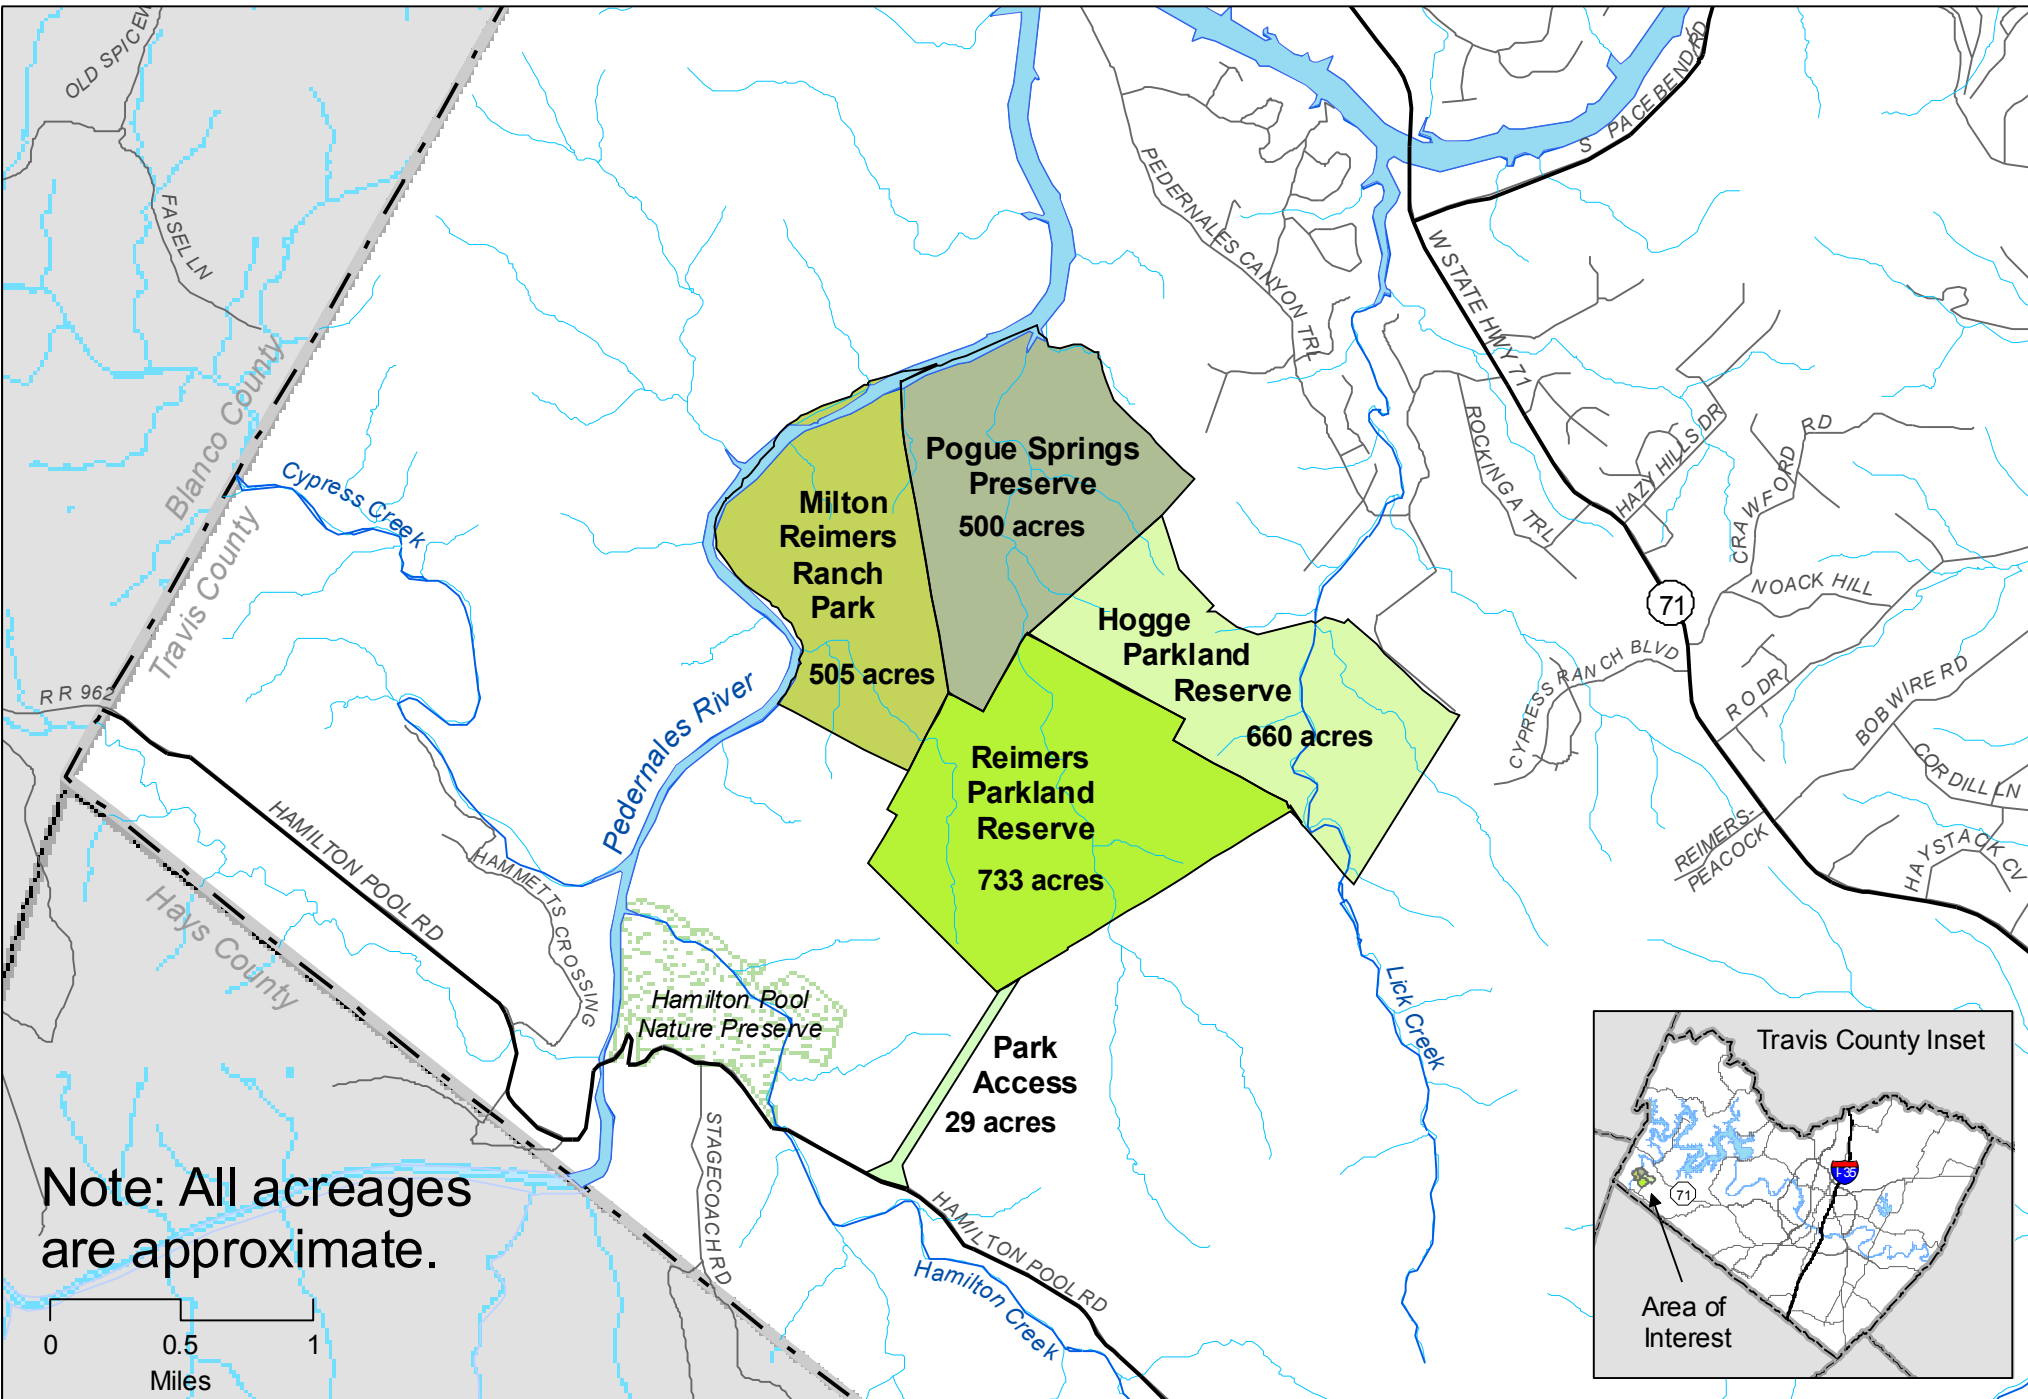 OLD SPICEW
FASEL LN
S PACE BEND RD
PEDERNALES CANYON TRL
W STATE HWY 71
Blanco County
Travis County
Cypress Creek
Pogue Springs
Preserve
500 acres
Milton
Reimers
Ranch
Park
505 acres
ROCKING A TRL
HAZY HILLS DR
CRAWFORD RD
NOACK HILL
71
Hogge
Parkland
Reserve
660 acres
CYPRESS RANCH BLVD
R O DR
BOB WIRE RD
CORDILL LN
REIMERS-
PEACOCK
HAYSTACK CV
R R 962
Pedernales River
Reimers
Parkland
Reserve
733 acres
HAMILTON POOL RD
HAMMETTS CROSSING
Hays County
Hamilton Pool
Nature Preserve
Lick Creek
Park
Access
29 acres
STAGECOACH RD
HAMILTON POOL RD
Hamilton Creek
Note: All acreages
are approximate.
0 0.5 1
Miles
Travis County Inset
I-35
71
Area of
Interest